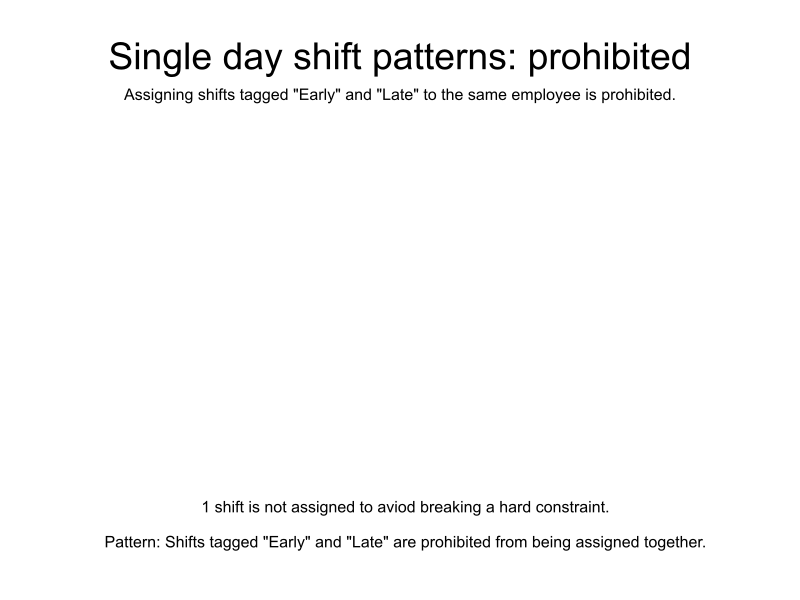 Single day shift patterns: prohibited
Assigning shifts tagged "Early" and "Late" to the same employee is prohibited.
1 shift is not assigned to aviod breaking a hard constraint.
Pattern: Shifts tagged "Early" and "Late" are prohibited from being assigned together.